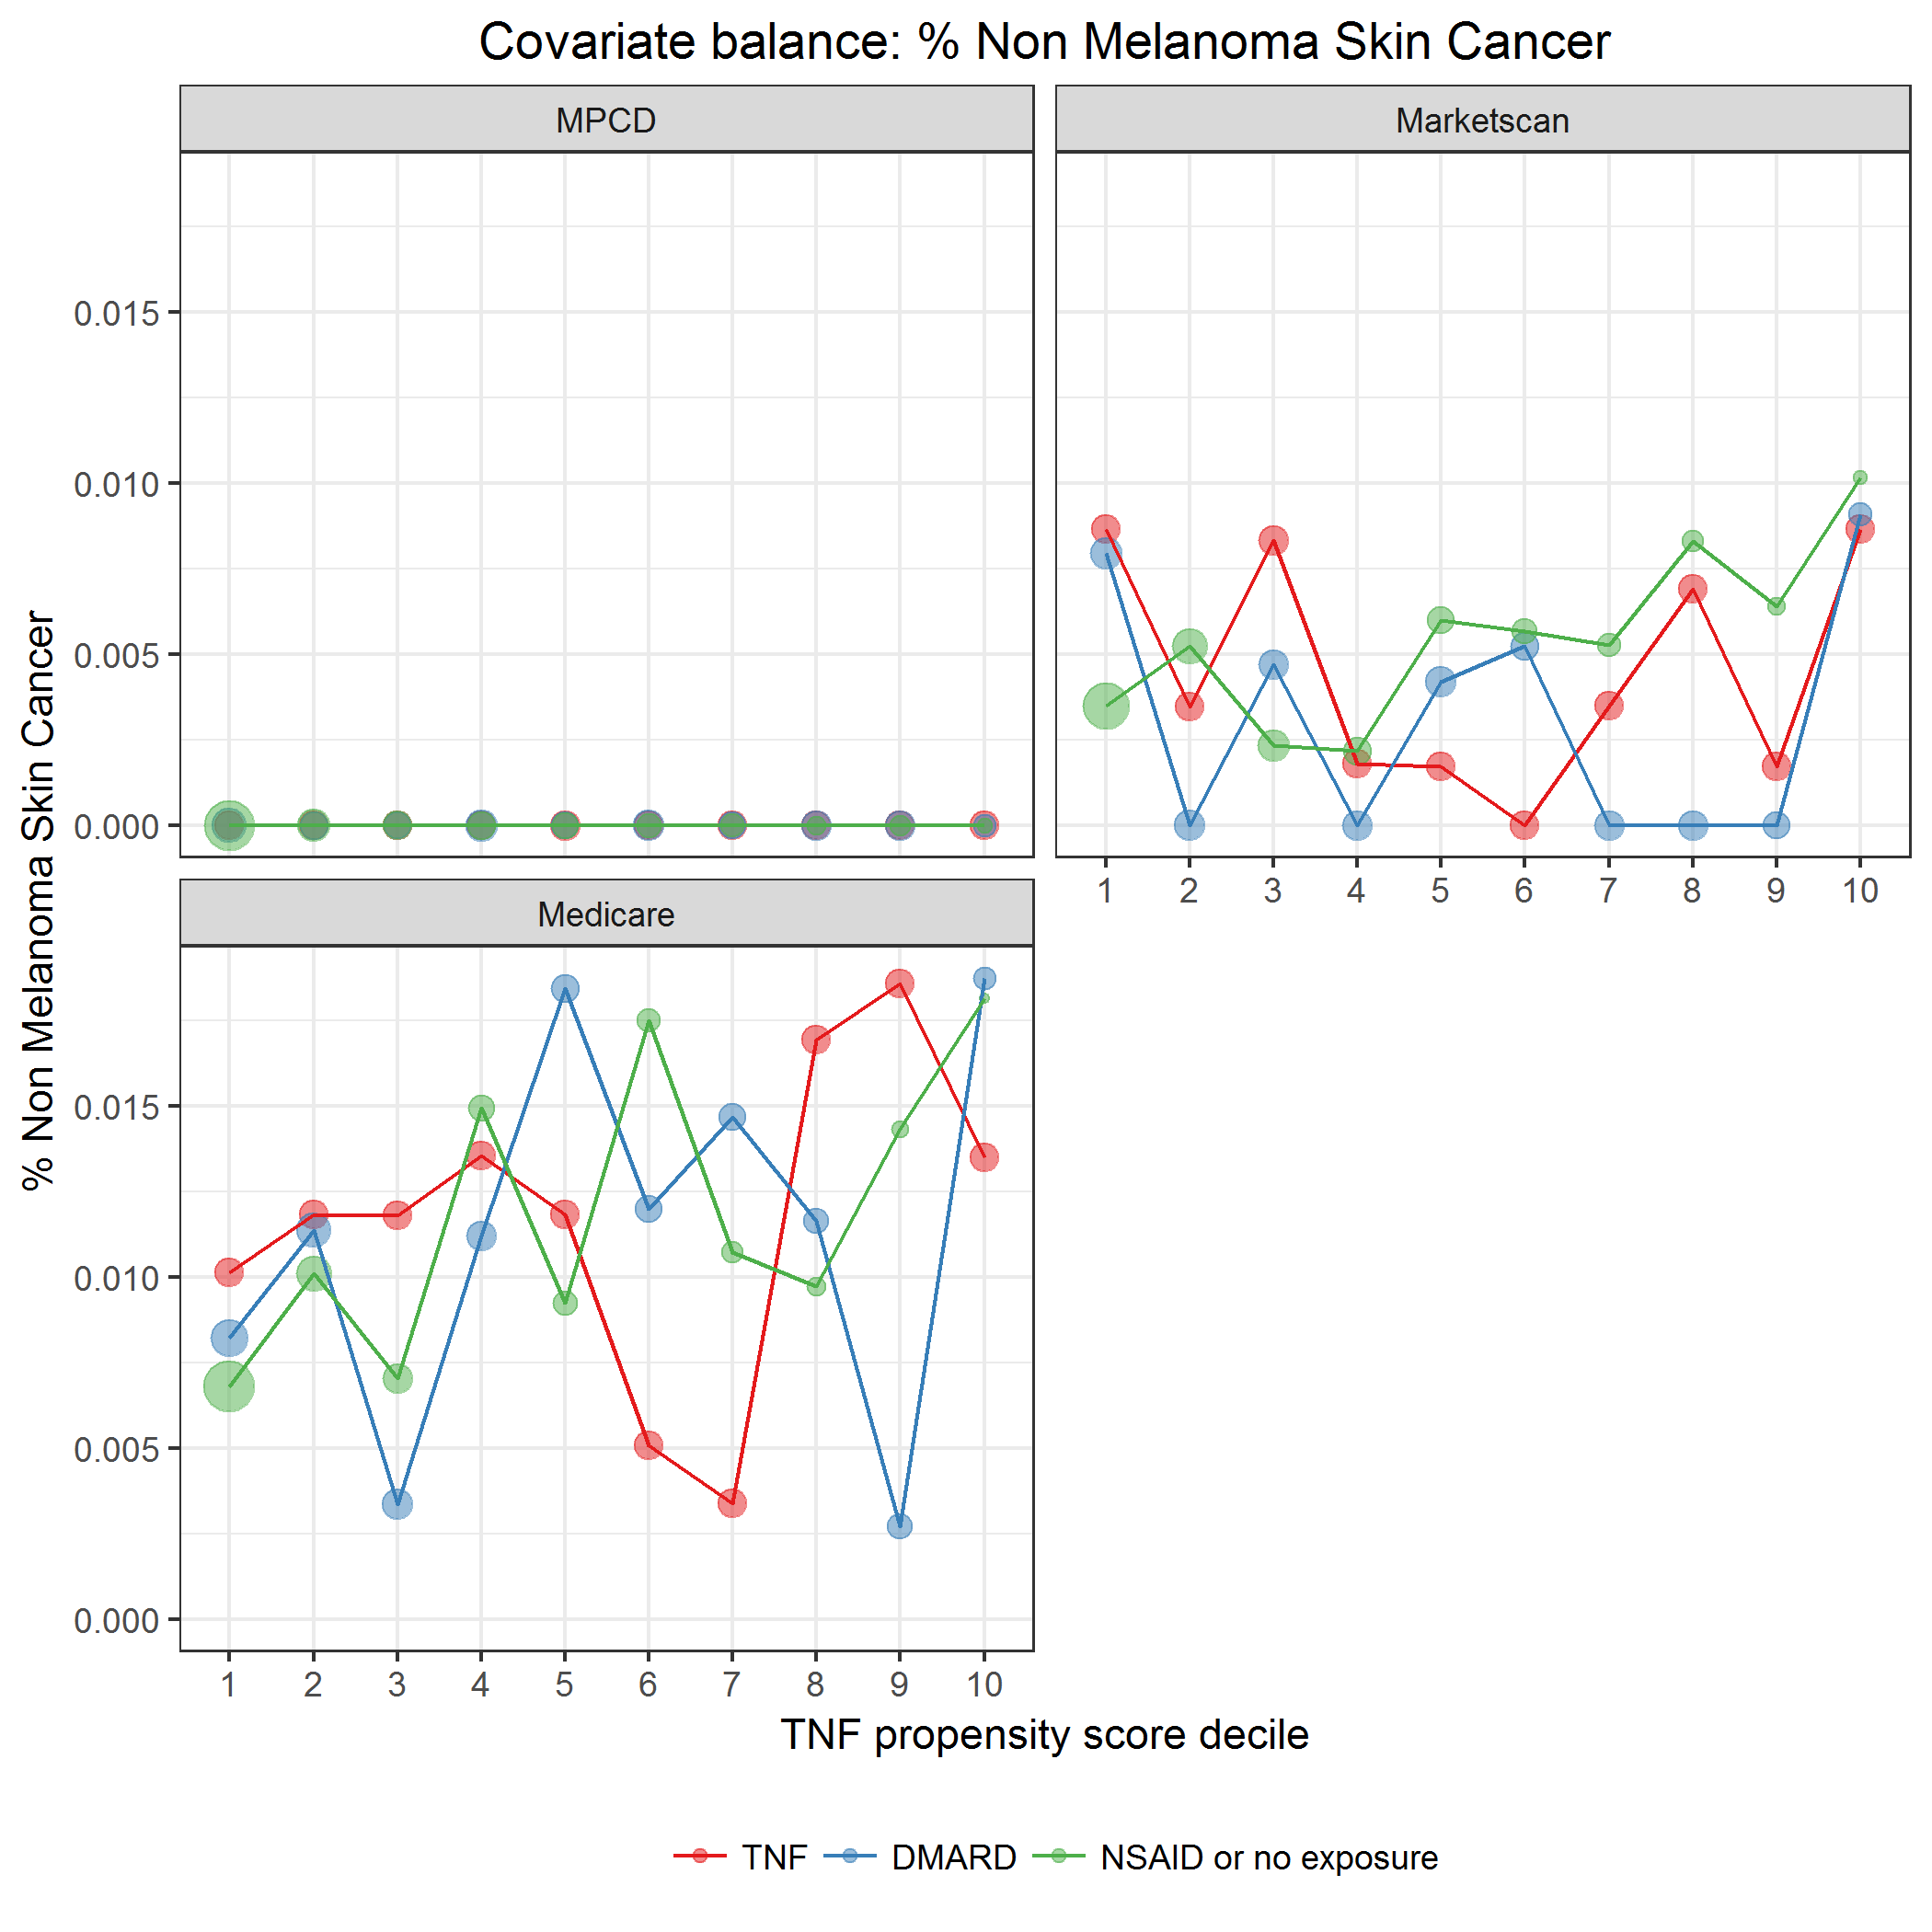 Covariate balance: % Non Melanoma Skin Cancer
MPCD
Marketscan
0.015
0.010
0.005
0.000
1 2 3 4 5 6 7 8 9 10
Medicare
0.015
0.010
0.005
0.000
1 2 3 4 5 6 7 8 9 10
% Non Melanoma Skin Cancer
TNF propensity score decile
TNF DMARD NSAID or no exposure